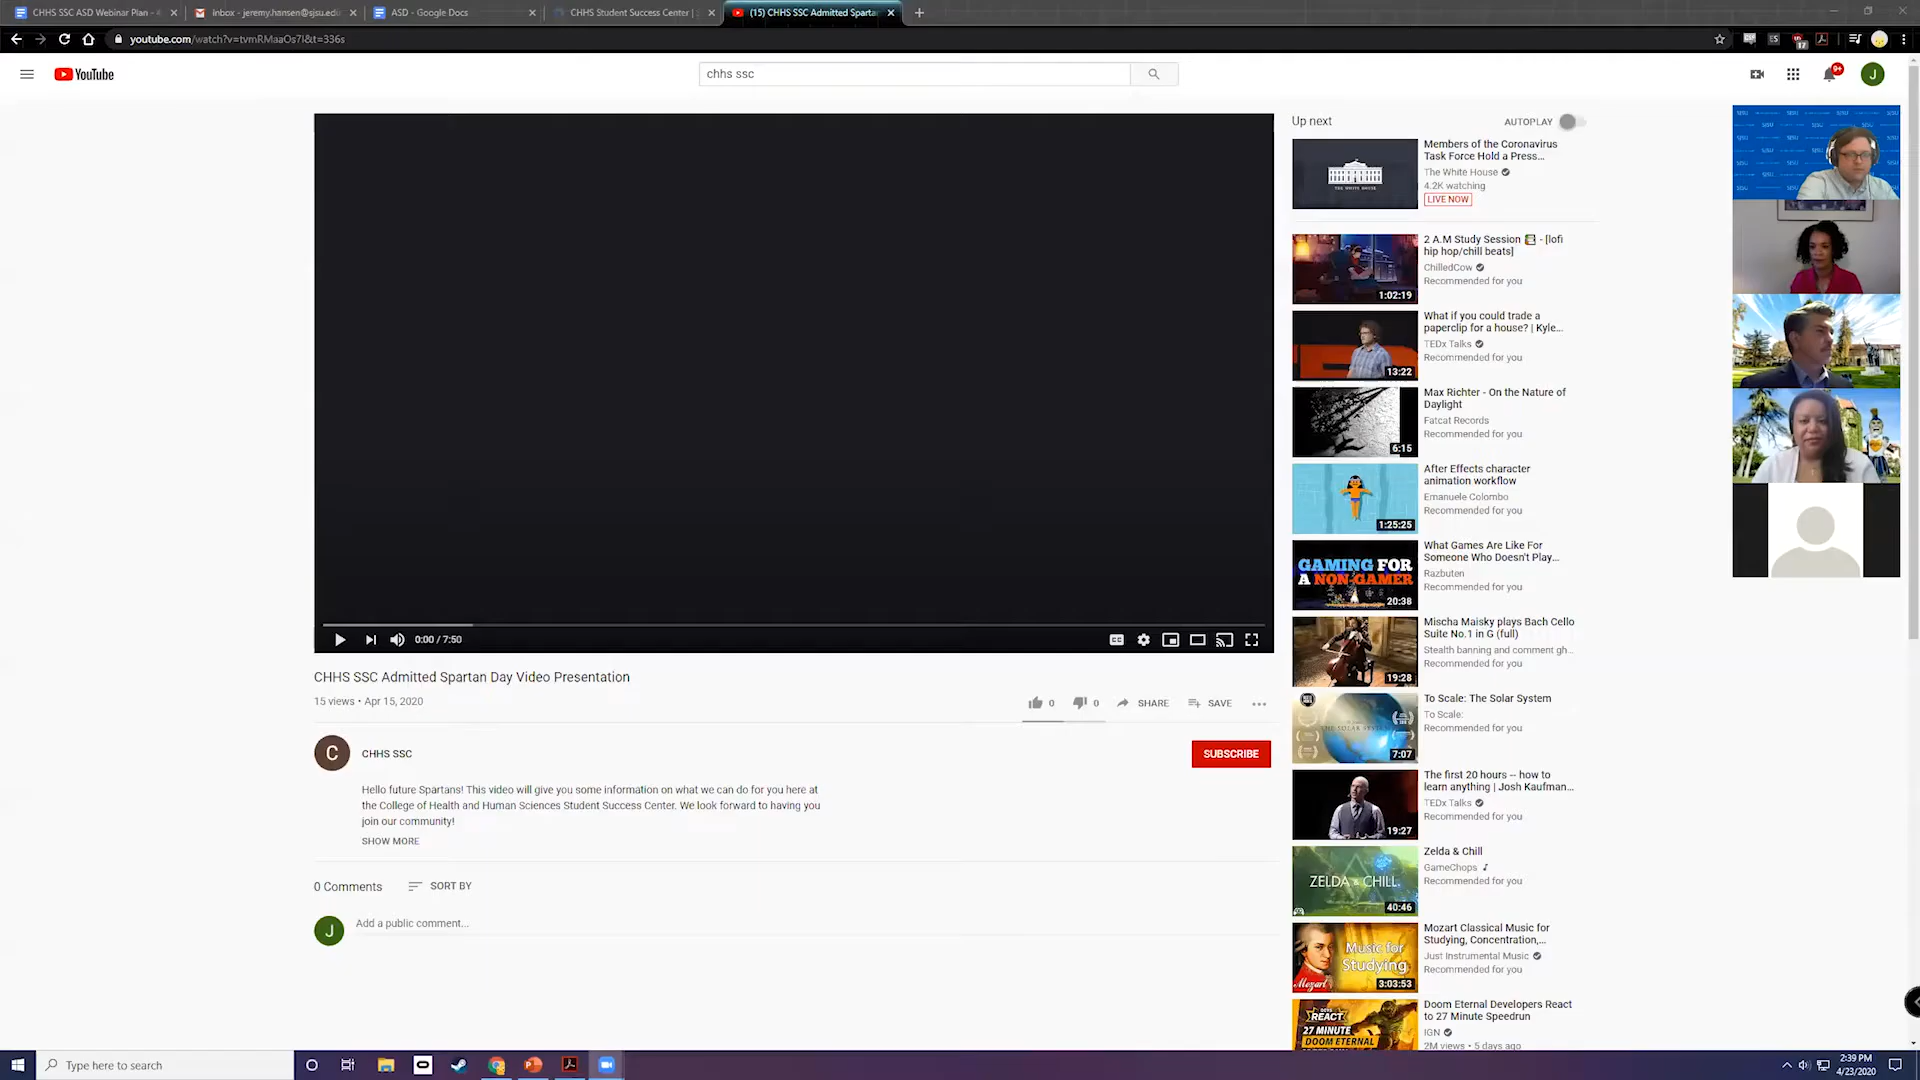 CHHS SSC ASD Webinar Plan -
Inbox - jeremy.hansen@sjsu.edu
ASD - Google Docs
CHHS Student Success Center |
(15) CHHS SSC Admitted Sparta
youtube.com/watch?v=tvmRMaaOs7I&t=336s
YouTube
chhs ssc
9+
J
Up next
AUTOPLAY
Members of the Coronavirus
Task Force Hold a Press...
The White House
4.2K watching
LIVE NOW
THE WHITE HOUSE
2 A.M Study Session - [lofi
hip hop/chill beats]
ChilledCow
Recommended for you
1:02:19
What if you could trade a
paperclip for a house? | Kyle...
TEDx Talks
Recommended for you
13:22
Max Richter - On the Nature of
Daylight
Fatcat Records
Recommended for you
6:15
After Effects character
animation workflow
Emanuele Colombo
Recommended for you
1:25:25
What Games Are Like For
Someone Who Doesn't Play...
Razbuten
Recommended for you
GAMING FOR
A NON-GAMER
20:38
Mischa Maisky plays Bach Cello
Suite No.1 in G (full)
Stealth banning and comment gh...
Recommended for you
19:28
To Scale: The Solar System
To Scale:
Recommended for you
THE SOLAR SYSTEM
7:07
The first 20 hours -- how to
learn anything | Josh Kaufman...
TEDx Talks
Recommended for you
19:27
Zelda & Chill
GameChops
Recommended for you
ZELDA & CHILL
40:46
Mozart Classical Music for
Studying, Concentration,...
Just Instrumental Music
Recommended for you
Music for
Studying
Mozart
3:03:53
Doom Eternal Developers React
to 27 Minute Speedrun
IGN
2M views • 5 days ago
REACT
27 MINUTE
DOOM ETERNAL
0:00 / 7:50
CHHS SSC Admitted Spartan Day Video Presentation
15 views • Apr 15, 2020
0
0
SHARE
SAVE
C
CHHS SSC
SUBSCRIBE
Hello future Spartans! This video will give you some information on what we can do for you here at
the College of Health and Human Sciences Student Success Center. We look forward to having you
join our community!
SHOW MORE
0 Comments
SORT BY
J
Add a public comment...
SJSU
Type here to search
2:39 PM
4/23/2020